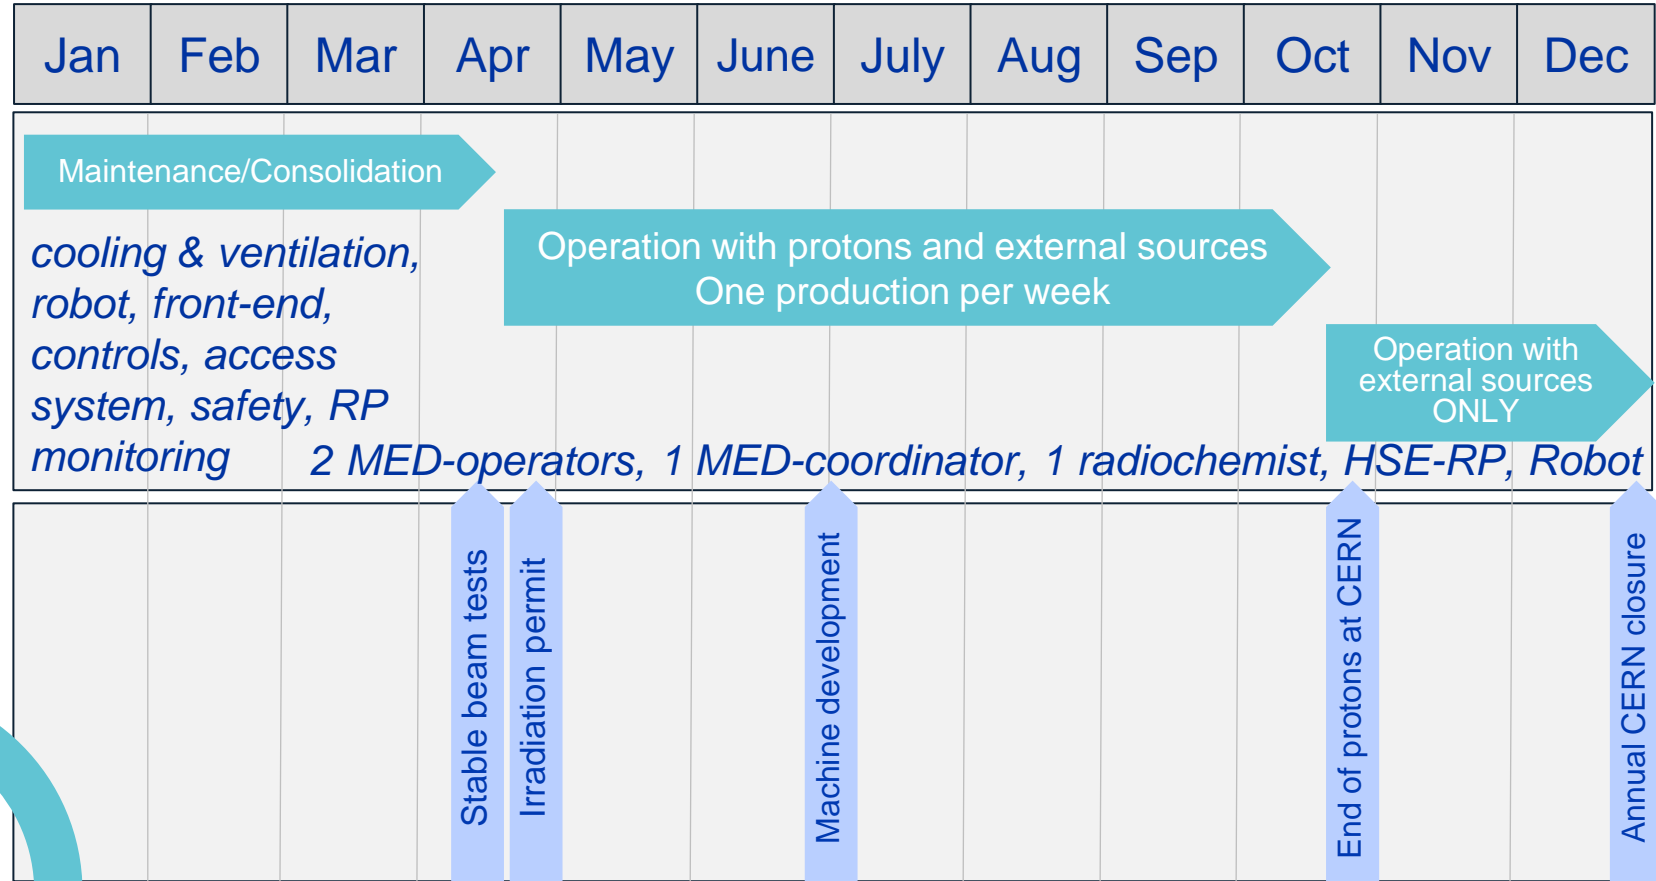 Jan Feb Mar Apr May June July Aug Sep Oct Nov Dec
Maintenance/Consolidation
cooling & ventilation,
robot, front-end,
controls, access
system, safety, RP
monitoring
Operation with protons and external sources
One production per week
Operation with
external sources
ONLY
2 MED-operators, 1 MED-coordinator, 1 radiochemist, HSE-RP, Robot
Stable beam tests
Irradiation permit
Machine development
End of protons at CERN
Annual CERN closure